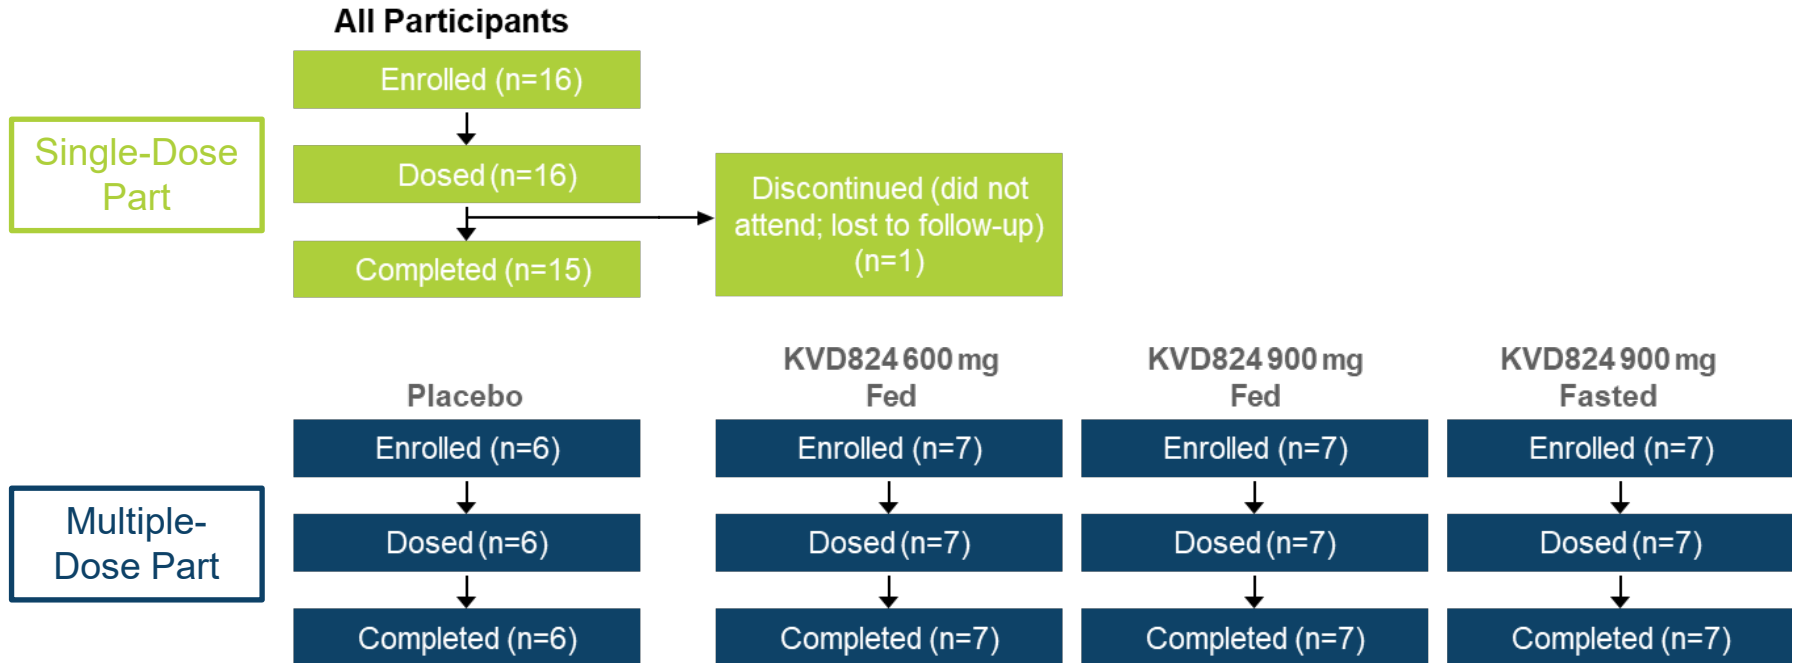 All Participants
Enrolled (n=16)
Single-Dose
Part
Dosed (n=16)
Discontinued (did not
attend; lost to follow-up)
(n=1)
Completed (n=15)
Placebo
KVD824 600 mg
Fed
KVD824 900 mg
Fed
KVD824 900 mg
Fasted
Multiple-
Dose Part
Enrolled (n=6)
Enrolled (n=7)
Enrolled (n=7)
Enrolled (n=7)
Dosed (n=6)
Dosed (n=7)
Dosed (n=7)
Dosed (n=7)
Completed (n=6)
Completed (n=7)
Completed (n=7)
Completed (n=7)